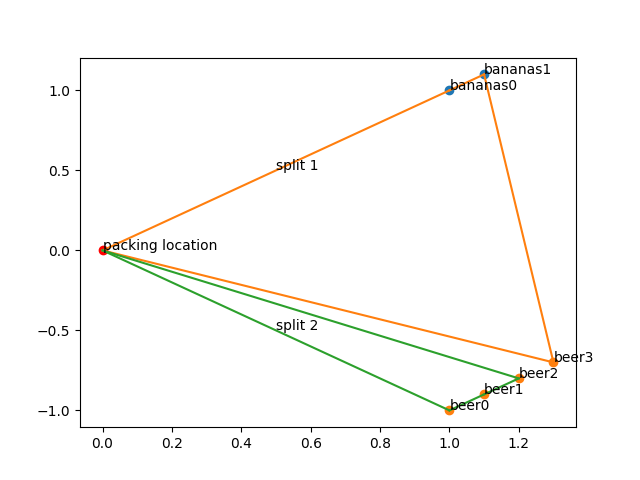 bananas1
bananas0
split 1
packing location
split 2
beer3
beer2
beer1
beer0
1.0
0.5
0.0
−0.5
−1.0
0.0 0.2 0.4 0.6 0.8 1.0 1.2